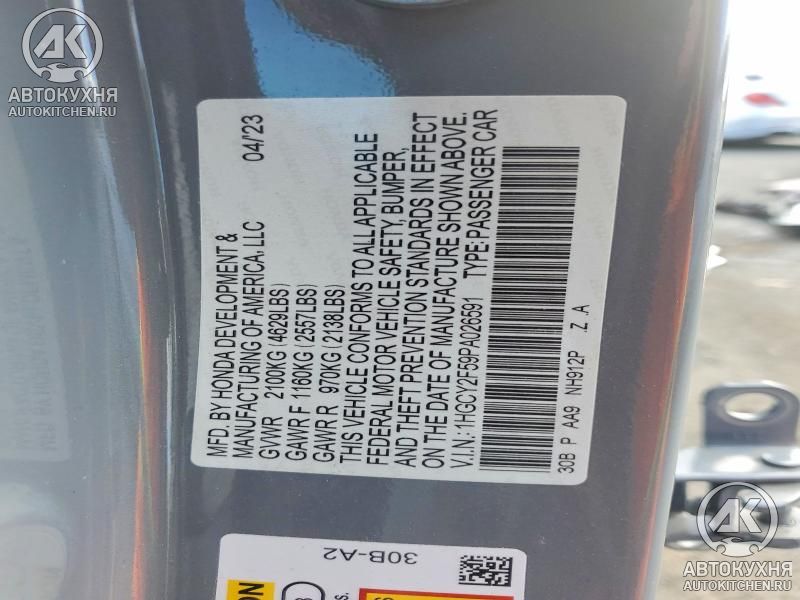 АВТОКУХНЯ
AUTOKITCHEN.RU
MFD. BY HONDA DEVELOPMENT &
MANUFACTURING OF AMERICA, LLC 04/'23
GVWR 2100KG (4629LBS)
GAWR F 1160KG (2557LBS)
GAWR R 970KG (2138LBS)
THIS VEHICLE CONFORMS TO ALL APPLICABLE
FEDERAL MOTOR VEHICLE SAFETY, BUMPER,
AND THEFT PREVENTION STANDARDS IN EFFECT
ON THE DATE OF MANUFACTURE SHOWN ABOVE.
V.I.N.: 1HGCY2F59PA026591 TYPE:PASSENGER CAR
30B P AA9 NH912P Z A
30B-A2
АВТОКУХНЯ
AUTOKITCHEN.RU